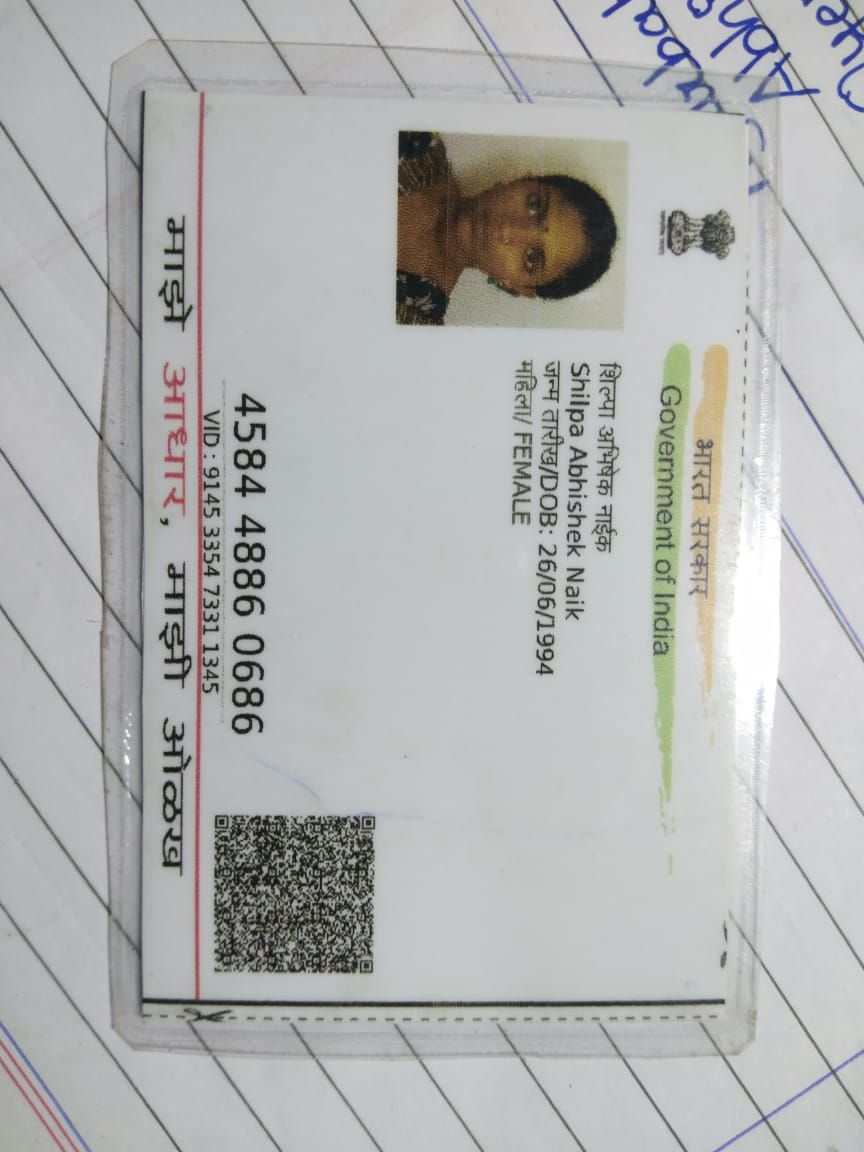 भारत सरकार
Government of India
शिल्पा अभिषेक नाईक
Shilpa Abhishek Naik
जन्म तारीख/DOB: 26/06/1994
महिला/ FEMALE
4584 4886 0686
VID : 9145 3354 7331 1345
माझे आधार, माझी ओळख